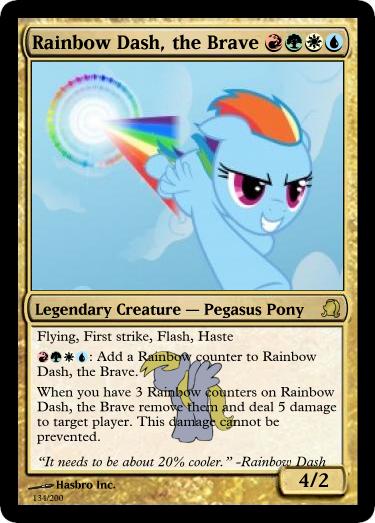 Rainbow Dash, the Brave
Legendary Creature — Pegasus Pony
Flying, First strike, Flash, Haste
: Add a Rainbow counter to Rainbow
Dash, the Brave.
When you have 3 Rainbow counters on Rainbow
Dash, the Brave remove them and deal 5 damage
to target player. This damage cannot be
prevented.
“It needs to be about 20% cooler.” -Rainbow Dash
4/2
Hasbro Inc.
134/200